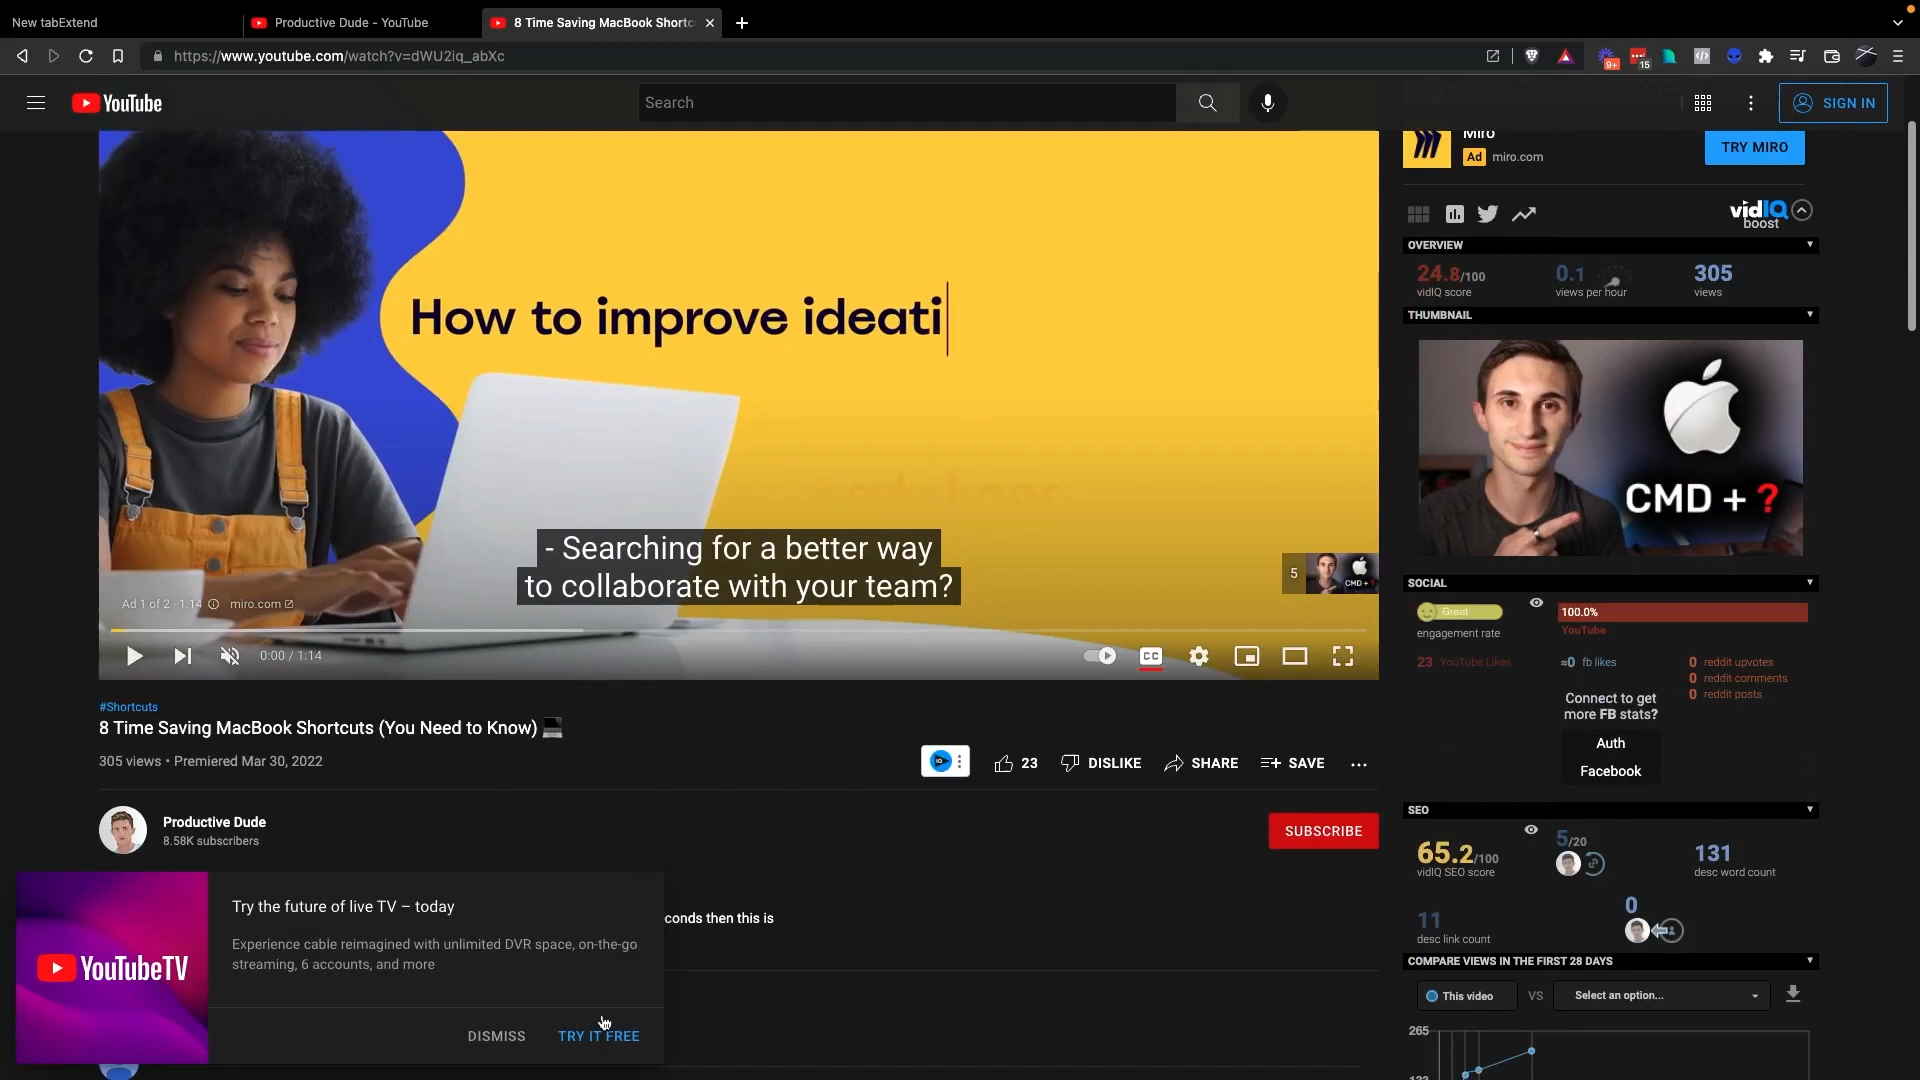 New tabExtend
Productive Dude - YouTube
8 Time Saving MacBook Shortc
https://www.youtube.com/watch?v=dWU2iq_abXc
9+
15
YouTube
Search
SIGN IN
How to improve ideati
- Searching for a better way
to collaborate with your team?
Ad 1 of 2 · 1:14
miro.com
5
CMD + ?
0:00 / 1:14
CC
#Shortcuts
8 Time Saving MacBook Shortcuts (You Need to Know)
305 views • Premiered Mar 30, 2022
23
DISLIKE
SHARE
SAVE
Productive Dude
8.58K subscribers
SUBSCRIBE
conds then this is
YouTubeTV
Try the future of live TV – today
Experience cable reimagined with unlimited DVR space, on-the-go
streaming, 6 accounts, and more
DISMISS
TRY IT FREE
Miro
Ad miro.com
TRY MIRO
vidIQ
boost
OVERVIEW
24.8/100
vidIQ score
0.1
views per hour
305
views
THUMBNAIL
CMD + ?
SOCIAL
Great
engagement rate
100.0%
YouTube
23 YouTube Likes
≈0 fb likes
0 reddit upvotes
0 reddit comments
0 reddit posts
Connect to get
more FB stats?
Auth
Facebook
SEO
65.2/100
vidIQ SEO score
5/20
131
desc word count
11
desc link count
0
COMPARE VIEWS IN THE FIRST 28 DAYS
This video
VS
Select an option...
265